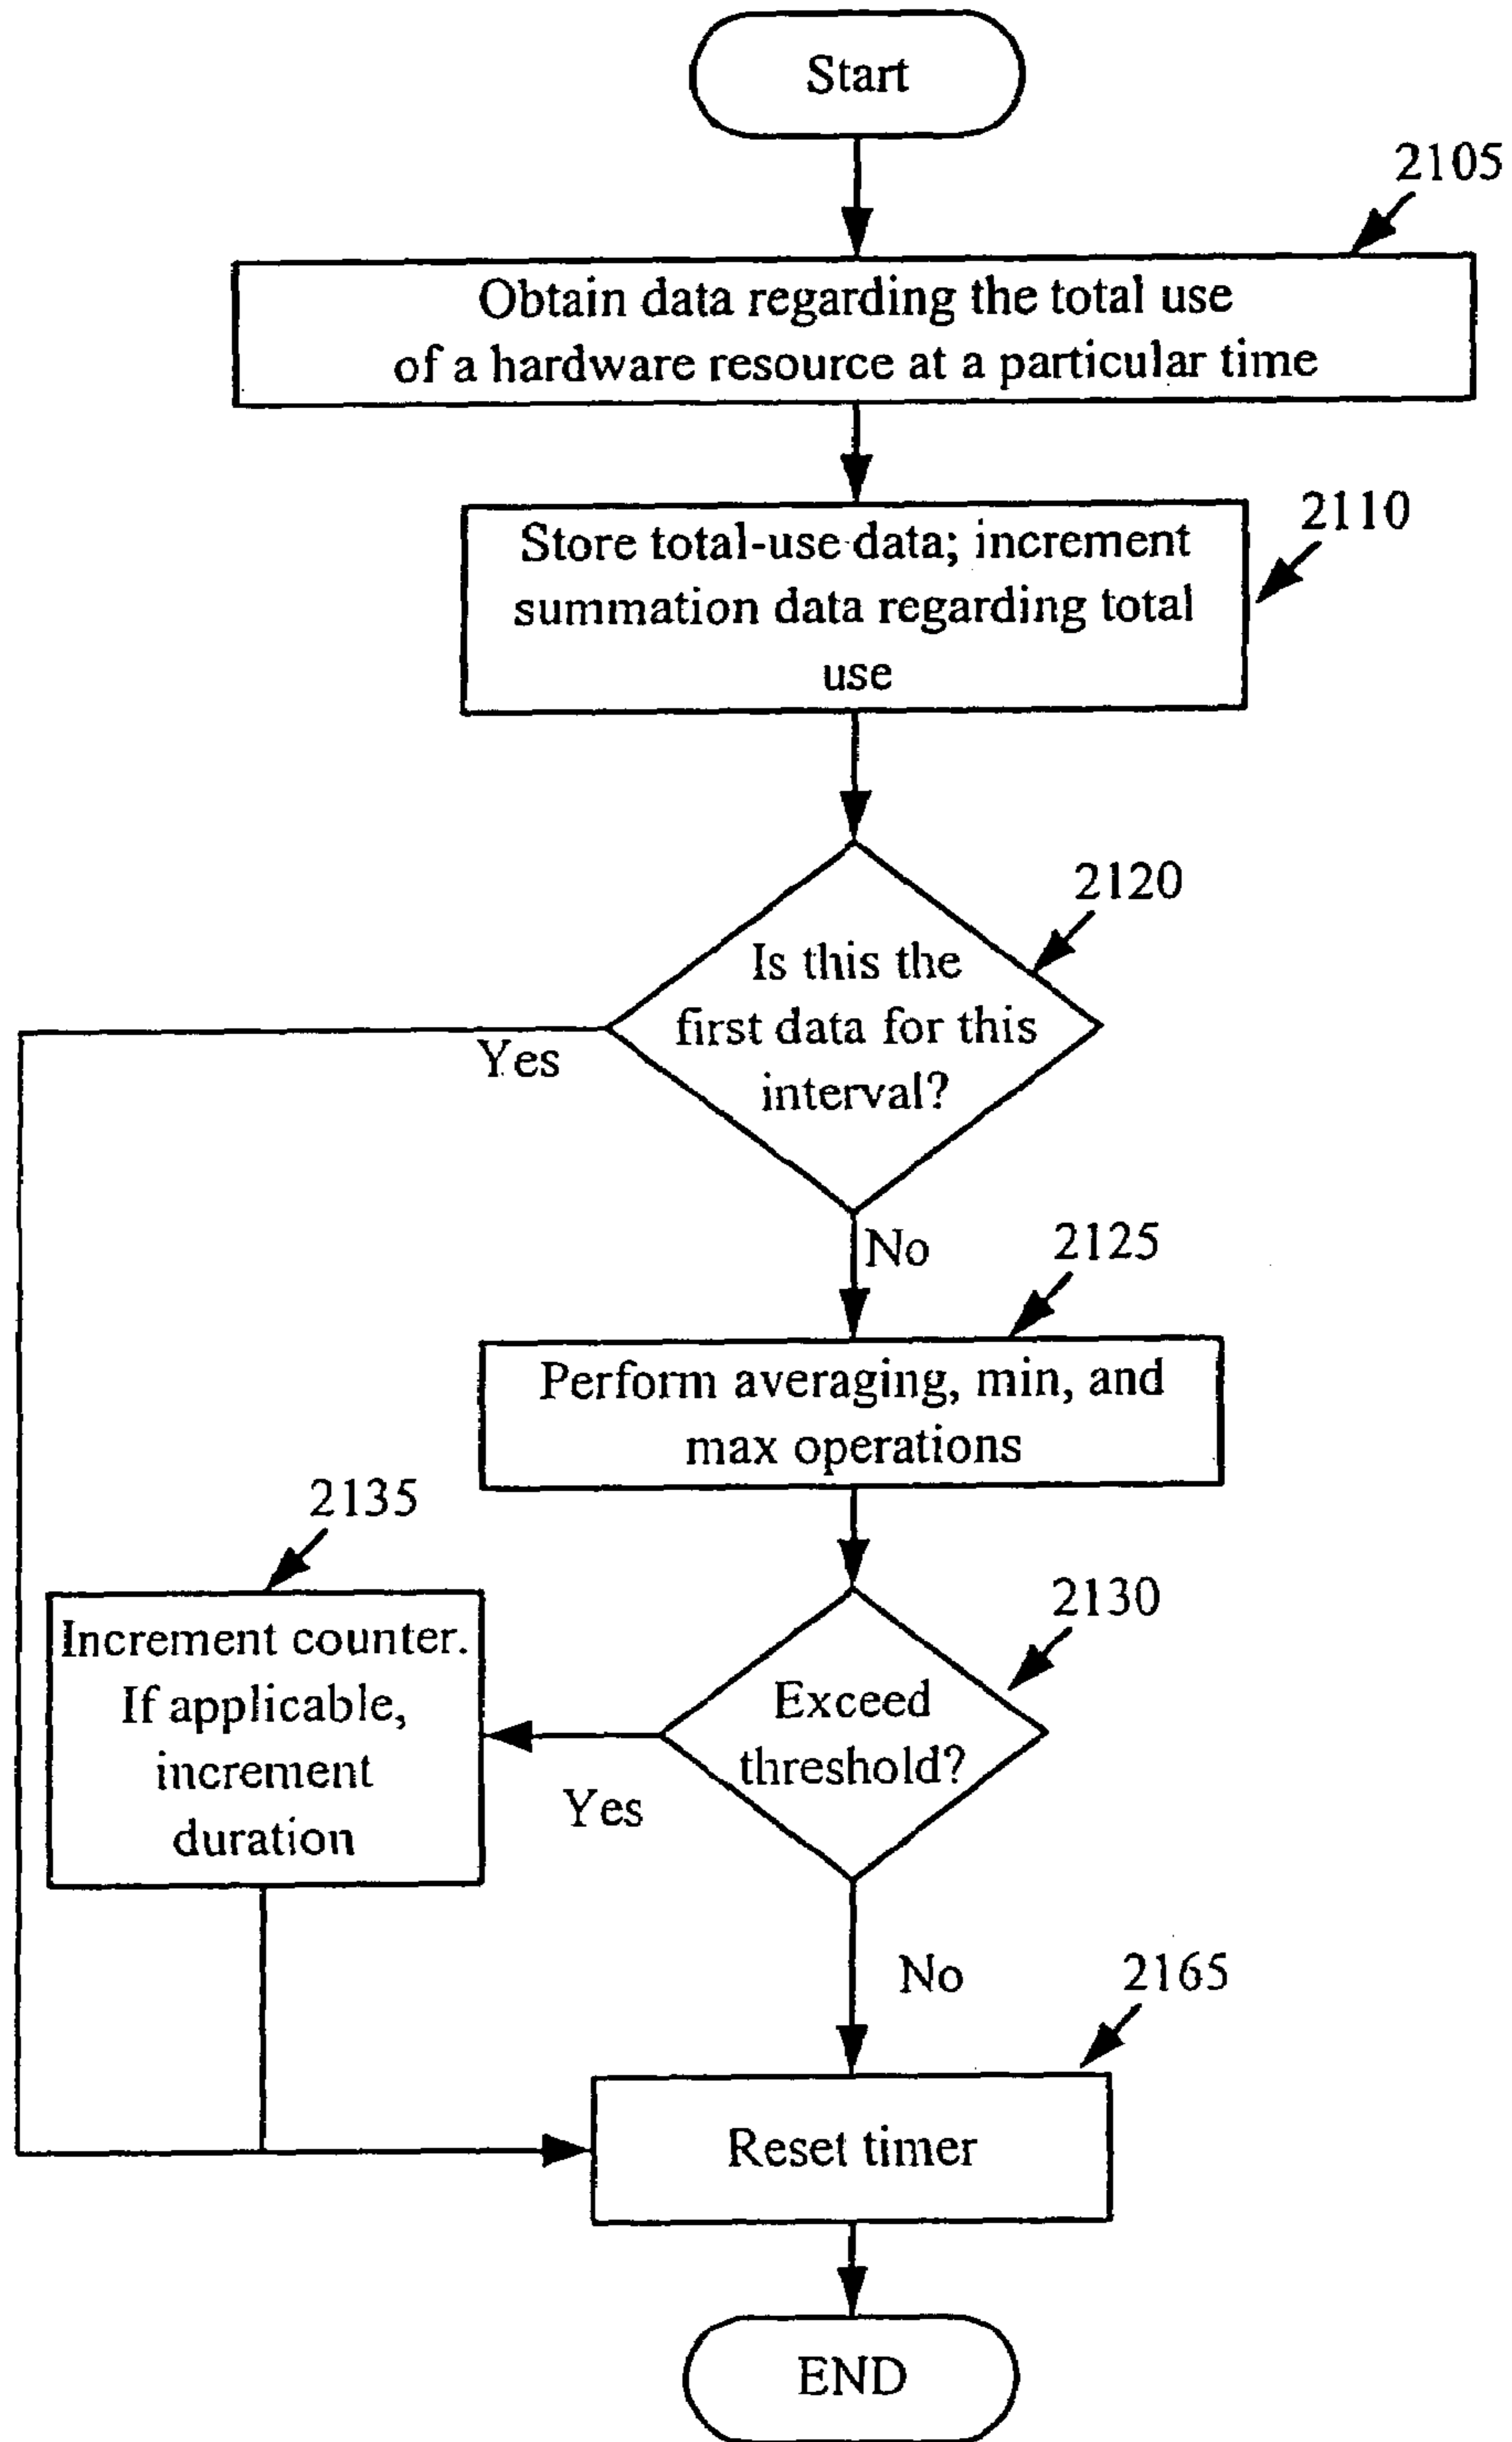 Start
2105
Obtain data regarding the total use
of a hardware resource at a particular time
2110
Store total-use data; increment
summation data regarding total
use
2120
Is this the
first data for this
interval?
Yes
No
2125
Perform averaging, min, and
max operations
2135
Increment counter.
If applicable,
increment
duration
2130
Exceed
threshold?
Yes
No
2165
Reset timer
END